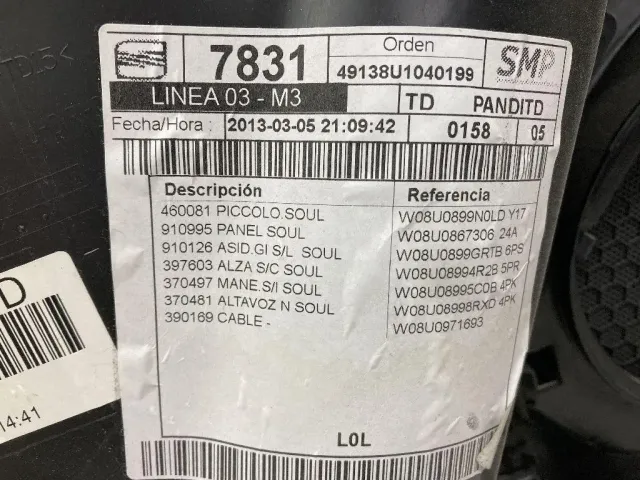 7831
Orden
49138U1040199
SMP
LINEA 03 - M3
TD
PANDITD
Fecha/Hora :
2013-03-05 21:09:42
0158
05
Descripción
Referencia
460081 PICCOLO.SOUL
W08U0899N0LD Y17
910995 PANEL SOUL
W08U0867306 24A
910126 ASID.GI S/L SOUL
W08U0899GRTB 6PS
397603 ALZA S/C SOUL
W08U08994R2B 5PR
370497 MANE.S/I SOUL
W08U08995C0B 4PK
370481 ALTAVOZ N SOUL
W08U08998RXD 4PK
390169 CABLE -
W08U0971693
L0L
D
14:41